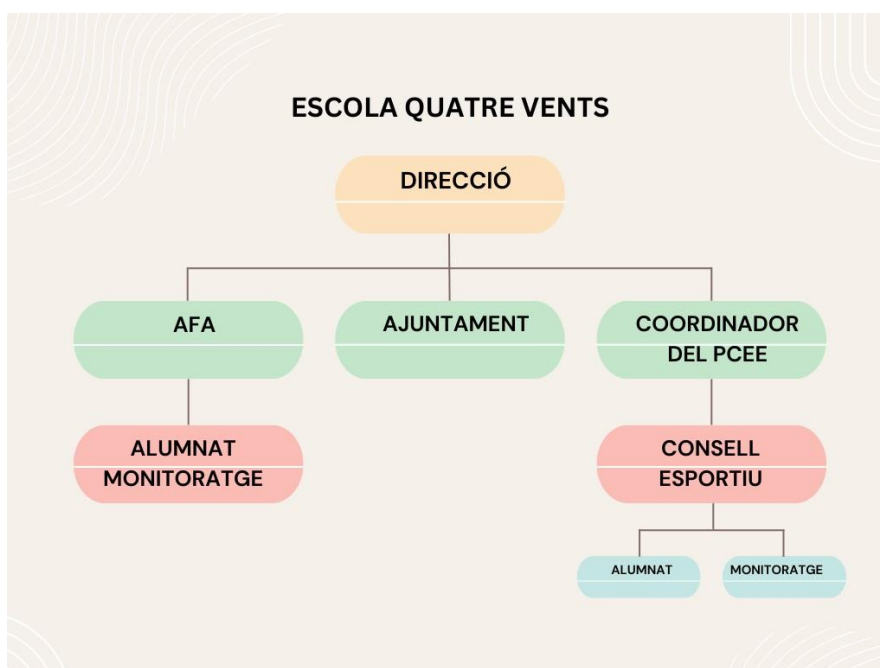 ESCOLA QUATRE VENTS
DIRECCIÓ
AFA
AJUNTAMENT
COORDINADOR
DEL PCEE
ALUMNAT
MONITORATGE
CONSELL
ESPORTIU
ALUMNAT
MONITORATGE